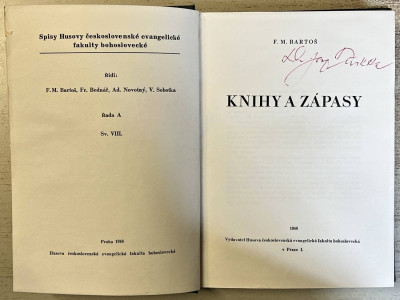 Spisy Husovy československé evangelické
fakulty bohoslovecké
Řídí:
F. M. Bartoš, Fr. Bednář, Ad. Novotný, V. Sobotka
Řada A
Sv. VIII.
Praha 1948
Husova československá evangelická fakulta bohoslovecká
F. M. BARTOŠ
KNIHY A ZÁPASY
1948
Vydavatel Husova československá evangelická fakulta bohoslovecká
v Praze I.